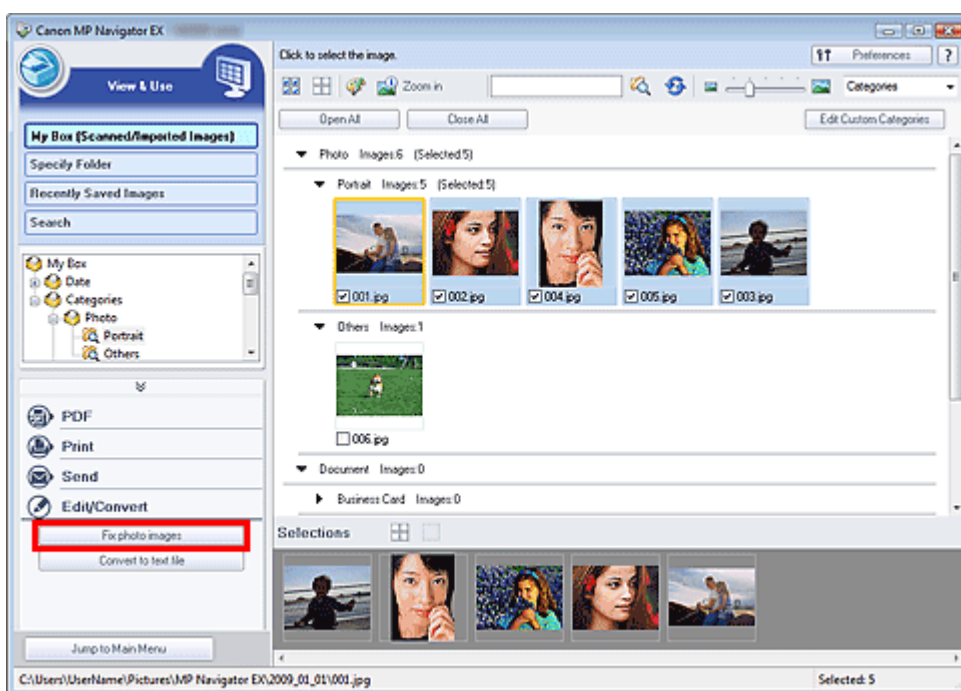 Canon MP Navigator EX
View & Use
My Box (Scanned/Imported Images)
Specify Folder
Recently Saved Images
Search
My Box
Date
Categories
Photo
Portrait
Others
PDF
Print
Send
Edit/Convert
Fix photo images
Convert to text file
Jump to Main Menu
Click to select the image.
Preferences
?
Zoom in
Categories
Open All
Close All
Edit Custom Categories
Photo Images:6 (Selected:5)
Portrait Images:5 (Selected:5)
001.jpg 002.jpg 004.jpg 005.jpg 003.jpg
Others Images:1
006.jpg
Document Images:0
Business Card Images:0
Selections
C:\Users\UserName\Pictures\MP Navigator EX\2009_01_01\001.jpg
Selected: 5